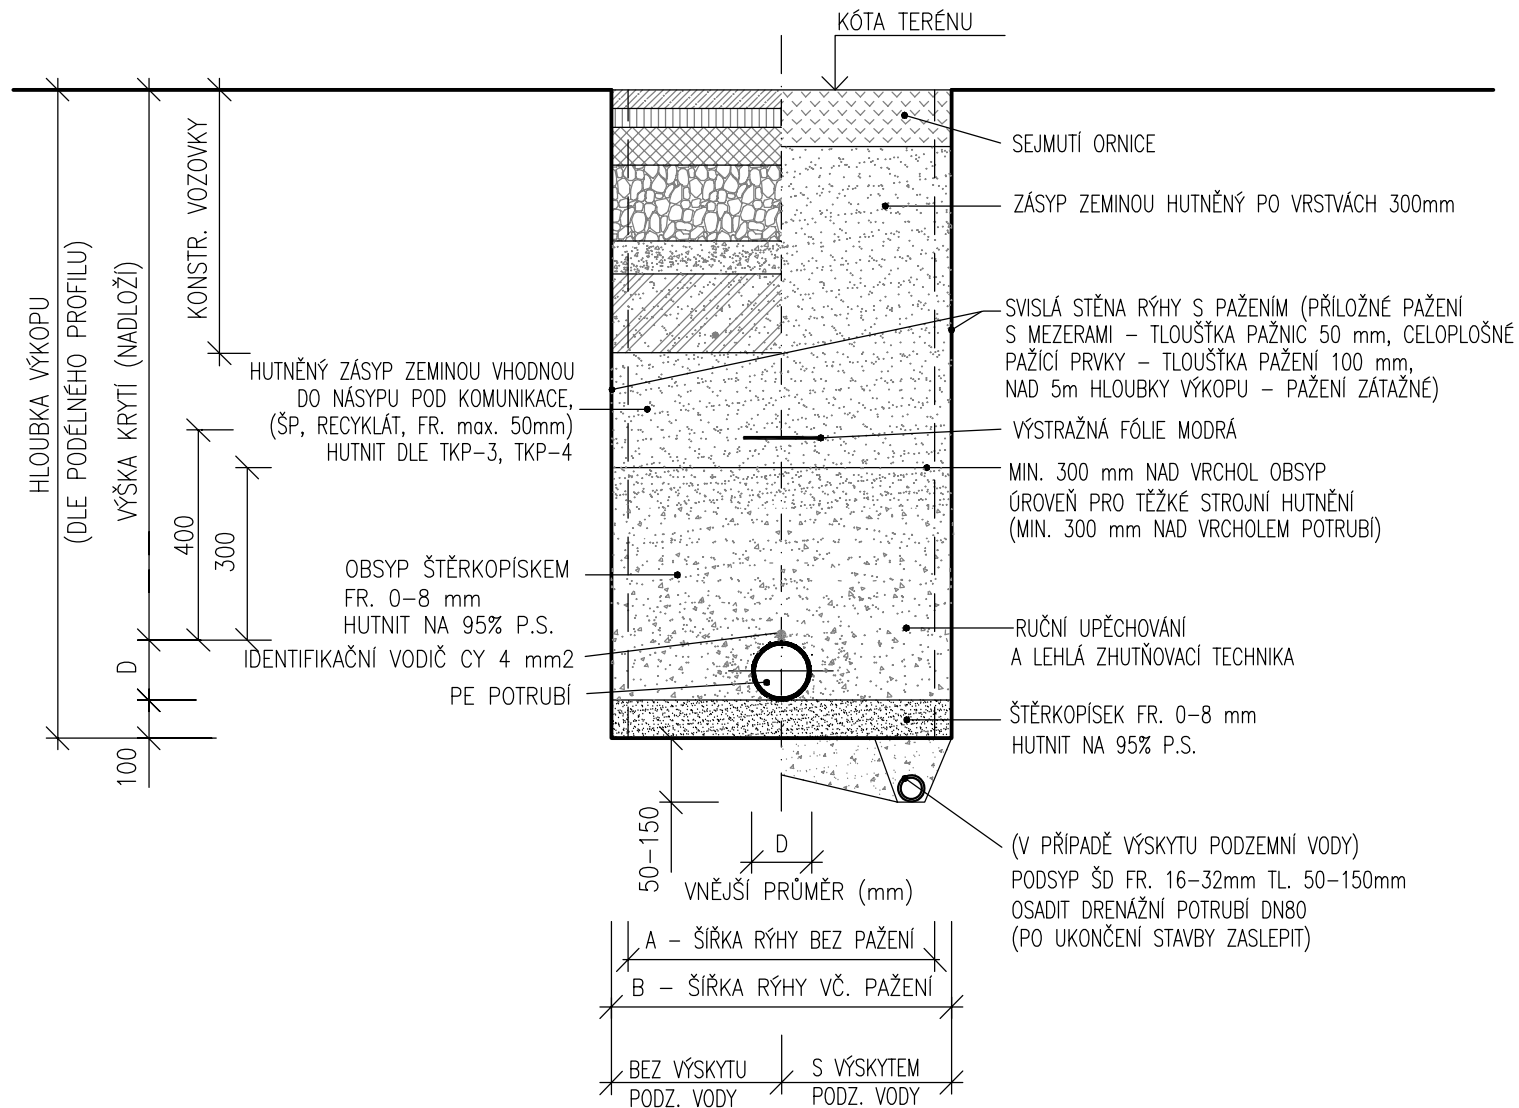 KÓTA TERÉNU
SEJMUTÍ ORNICE
ZÁSYP ZEMINOU HUTNĚNÝ PO VRSTVÁCH 300mm
SVISLÁ STĚNA RÝHY S PAŽENÍM (PŘÍLOŽNÉ PAŽENÍ
S MEZERAMI – TLOUŠŤKA PAŽNIC 50 mm, CELOPLOŠNÉ
PAŽÍCÍ PRVKY – TLOUŠŤKA PAŽENÍ 100 mm,
NAD 5m HLOUBKY VÝKOPU – PAŽENÍ ZÁTAŽNÉ)
VÝSTRAŽNÁ FÓLIE MODRÁ
MIN. 300 mm NAD VRCHOL OBSYP
ÚROVEŇ PRO TĚŽKÉ STROJNÍ HUTNĚNÍ
(MIN. 300 mm NAD VRCHOLEM POTRUBÍ)
RUČNÍ UPĚCHOVÁNÍ
A LEHLÁ ZHUTŇOVACÍ TECHNIKA
ŠTĚRKOPÍSEK FR. 0–8 mm
HUTNIT NA 95% P.S.
(V PŘÍPADĚ VÝSKYTU PODZEMNÍ VODY)
PODSYP ŠD FR. 16–32mm TL. 50–150mm
OSADIT DRENÁŽNÍ POTRUBÍ DN80
(PO UKONČENÍ STAVBY ZASLEPIT)
HLOUBKA VÝKOPU
(DLE PODÉLNÉHO PROFILU)
VÝŠKA KRYTÍ (NADLOŽÍ)
KONSTR. VOZOVKY
400
300
D
100
HUTNĚNÝ ZÁSYP ZEMINOU VHODNOU
DO NÁSYPU POD KOMUNIKACE,
(ŠP, RECYKLÁT, FR. max. 50mm)
HUTNIT DLE TKP–3, TKP–4
OBSYP ŠTĚRKOPÍSKEM
FR. 0–8 mm
HUTNIT NA 95% P.S.
IDENTIFIKAČNÍ VODIČ CY 4 mm2
PE POTRUBÍ
50–150
D
VNĚJŠÍ PRŮMĚR (mm)
A – ŠÍŘKA RÝHY BEZ PAŽENÍ
B – ŠÍŘKA RÝHY VČ. PAŽENÍ
BEZ VÝSKYTU
PODZ. VODY
S VÝSKYTEM
PODZ. VODY